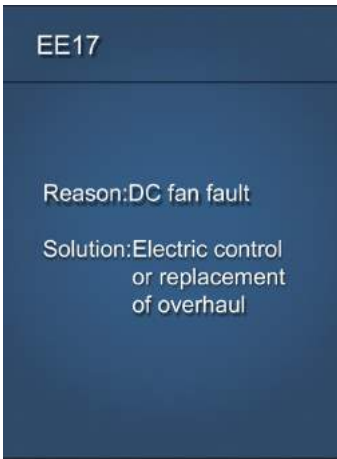 EE17
Reason:DC fan fault
Solution:Electric control
or replacement
of overhaul